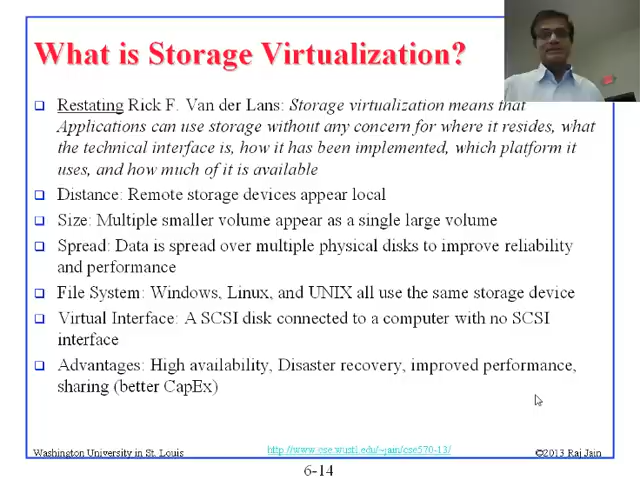 What is Storage Virtualization?
Restating Rick F. Van der Lans: Storage virtualization means that
Applications can use storage without any concern for where it resides, what
the technical interface is, how it has been implemented, which platform it
uses, and how much of it is available
Distance: Remote storage devices appear local
Size: Multiple smaller volume appear as a single large volume
Spread: Data is spread over multiple physical disks to improve reliability
and performance
File System: Windows, Linux, and UNIX all use the same storage device
Virtual Interface: A SCSI disk connected to a computer with no SCSI
interface
Advantages: High availability, Disaster recovery, improved performance,
sharing (better CapEx)
Washington University in St. Louis
http://www.cse.wustl.edu/~jain/cse570-13/
©2013 Raj Jain
6-14